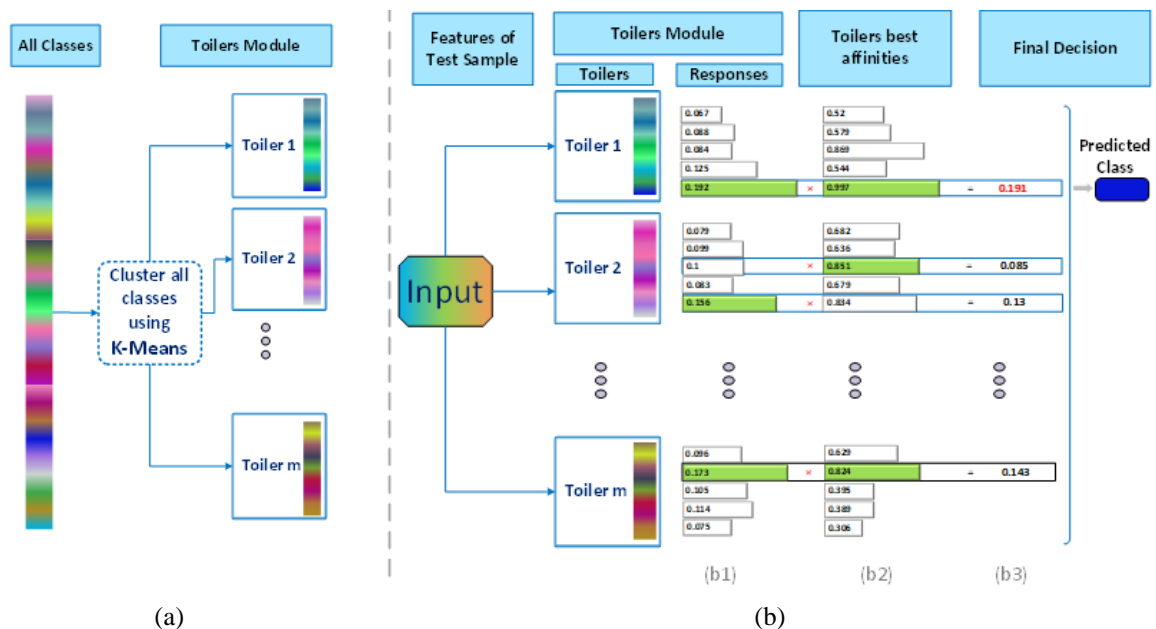 All Classes
Toilers Module
Toiler 1
Toiler 2
Toiler m
Cluster all
classes
using
K-Means
(a)
Features of
Test Sample
Toilers Module
Toilers
Responses
Toilers best
affinities
Final Decision
Input
Toiler 1
0.067
0.52
0.088
0.579
0.084
0.869
0.125
0.544
0.192 × 0.997 = 0.191
Predicted
Class
Toiler 2
0.079
0.682
0.099
0.636
0.1 × 0.851 = 0.085
0.083
0.679
0.156 × 0.834 = 0.13
Toiler m
0.096
0.629
0.173 × 0.824 = 0.143
0.105
0.395
0.114
0.389
0.075
0.306
(b1)
(b2)
(b3)
(b)